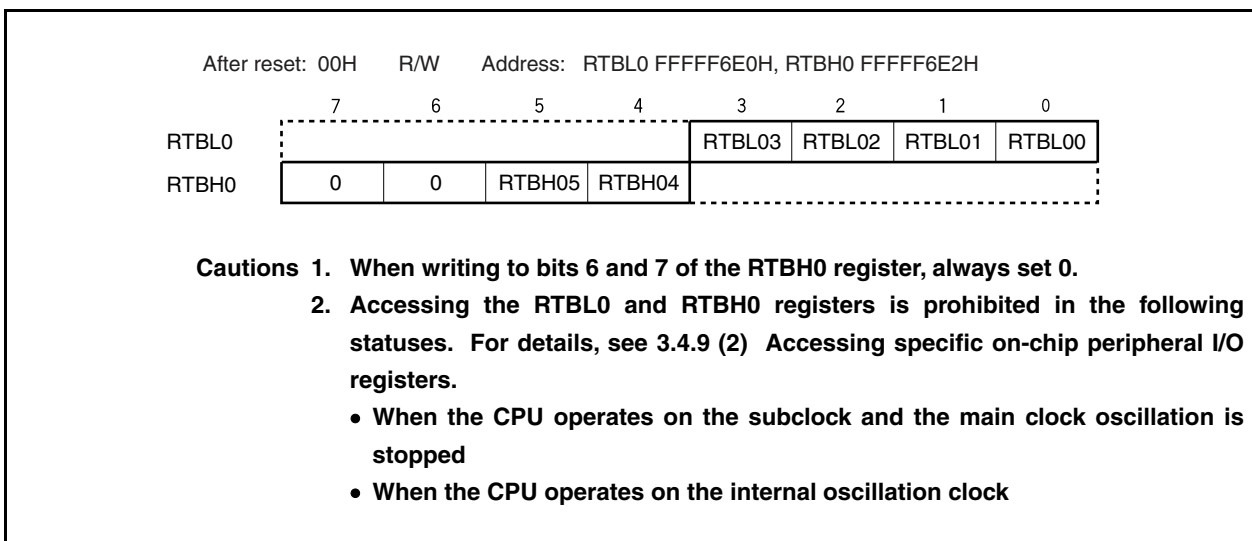 After reset: 00H R/W Address: RTBL0 FFFFF6E0H, RTBH0 FFFFF6E2H
7 6 5 4 3 2 1 0
RTBL0 RTBL03 RTBL02 RTBL01 RTBL00
RTBH0 0 0 RTBH05 RTBH04
Cautions 1. When writing to bits 6 and 7 of the RTBH0 register, always set 0.
2. Accessing the RTBL0 and RTBH0 registers is prohibited in the following
statuses. For details, see 3.4.9 (2) Accessing specific on-chip peripheral I/O
registers.
• When the CPU operates on the subclock and the main clock oscillation is
stopped
• When the CPU operates on the internal oscillation clock